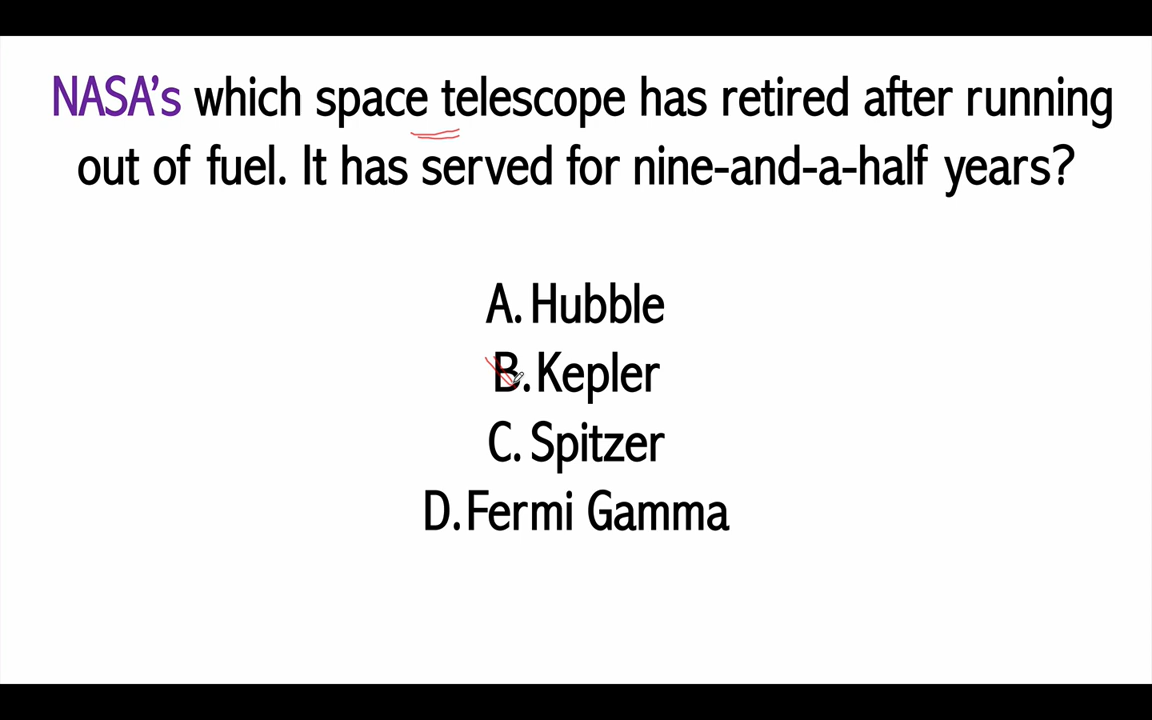 NASA's which space telescope has retired after running
out of fuel. It has served for nine-and-a-half years?
A. Hubble
B. Kepler
C. Spitzer
D. Fermi Gamma